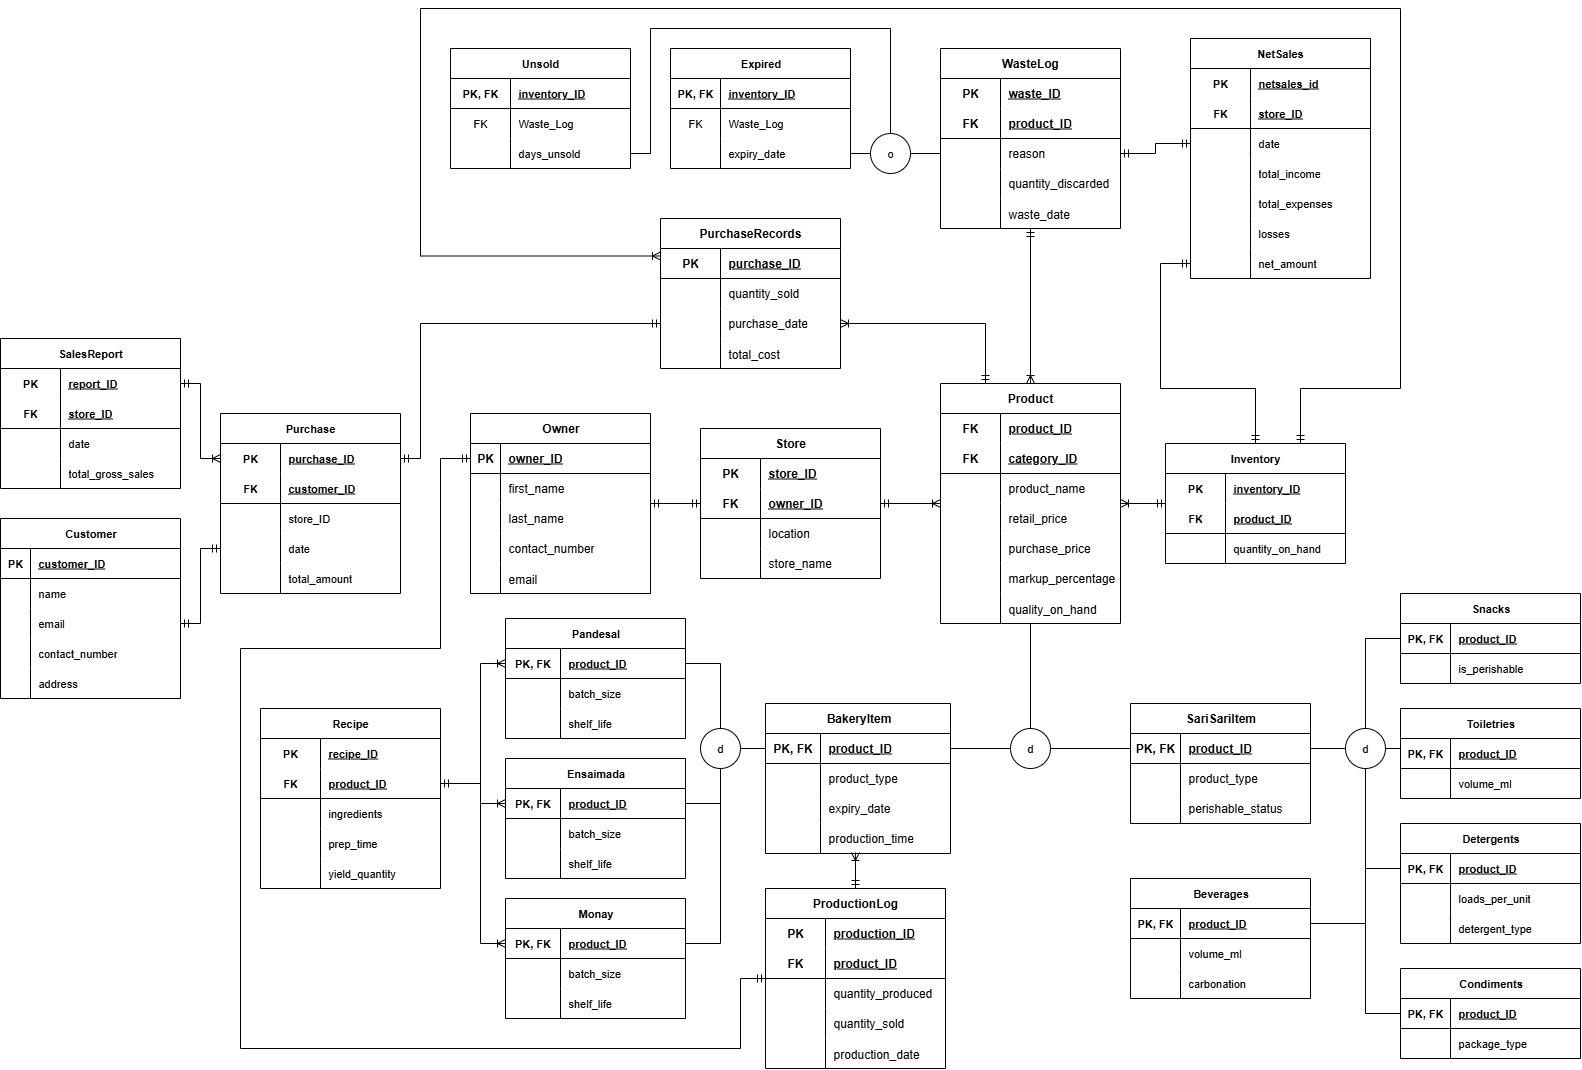 Unsold
PK, FK inventory_ID
FK Waste_Log
days_unsold
Expired
PK, FK inventory_ID
FK Waste_Log
expiry_date
o
WasteLog
PK waste_ID
FK product_ID
reason
quantity_discarded
waste_date
NetSales
PK netsales_id
FK store_ID
date
total_income
total_expenses
losses
net_amount
PurchaseRecords
PK purchase_ID
quantity_sold
purchase_date
total_cost
SalesReport
PK report_ID
FK store_ID
date
total_gross_sales
Purchase
PK purchase_ID
FK customer_ID
store_ID
date
total_amount
Owner
PK owner_ID
first_name
last_name
contact_number
email
Store
PK store_ID
FK owner_ID
location
store_name
Product
FK product_ID
FK category_ID
product_name
retail_price
purchase_price
markup_percentage
quality_on_hand
Inventory
PK inventory_ID
FK product_ID
quantity_on_hand
Customer
PK customer_ID
name
email
contact_number
address
Recipe
PK recipe_ID
FK product_ID
ingredients
prep_time
yield_quantity
Pandesal
PK, FK product_ID
batch_size
shelf_life
Ensaimada
PK, FK product_ID
batch_size
shelf_life
Monay
PK, FK product_ID
batch_size
shelf_life
d
BakeryItem
PK, FK product_ID
product_type
expiry_date
production_time
d
SariSariItem
PK, FK product_ID
product_type
perishable_status
d
ProductionLog
PK production_ID
FK product_ID
quantity_produced
quantity_sold
production_date
Beverages
PK, FK product_ID
volume_ml
carbonation
Snacks
PK, FK product_ID
is_perishable
Toiletries
PK, FK product_ID
volume_ml
Detergents
PK, FK product_ID
loads_per_unit
detergent_type
Condiments
PK, FK product_ID
package_type